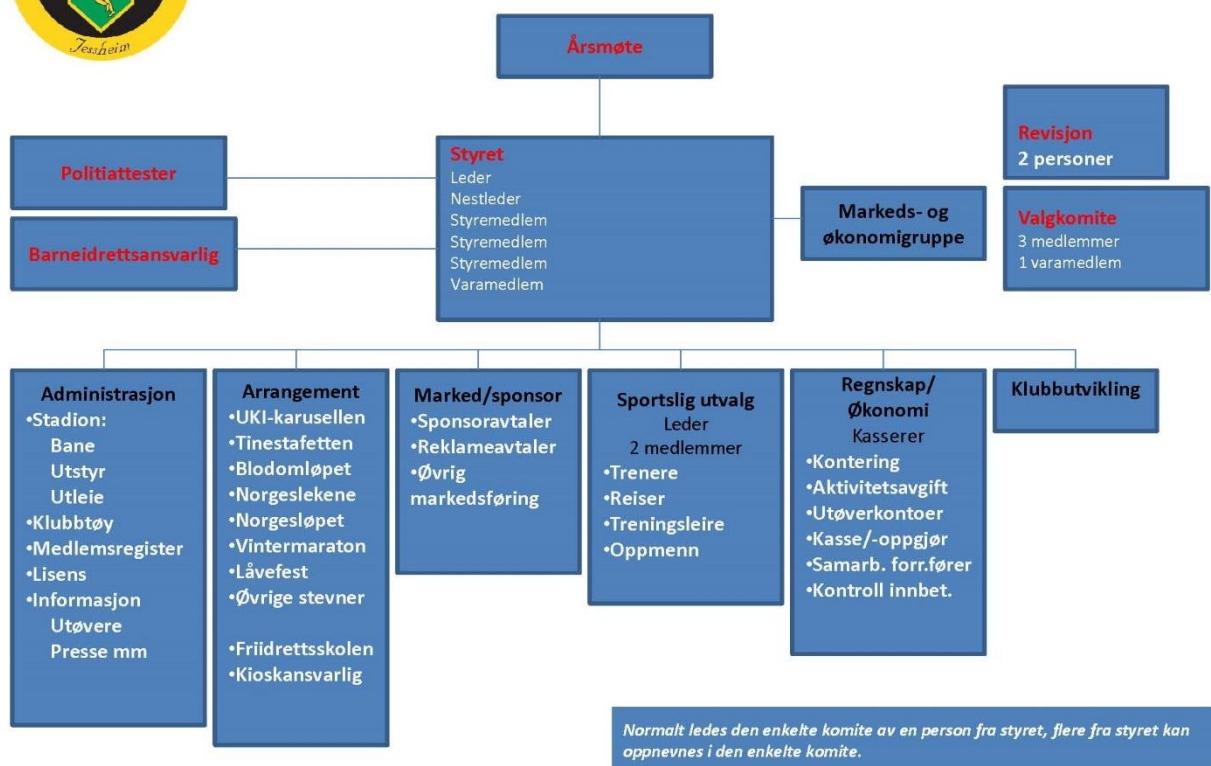 Jessheim
Årsmøte
Politiattester
Barneidrettsansvarlig
Styret
Leder
Nestleder
Styremedlem
Styremedlem
Styremedlem
Varamedlem
Markeds- og
økonomigruppe
Revisjon
2 personer
Valgkomite
3 medlemmer
1 varamedlem
Administrasjon
•Stadion:
Bane
Utstyr
Utleie
•Klubbtøy
•Medlemsregister
•Lisens
•Informasjon
Utøvere
Presse mm
Arrangement
•UKI-karusellen
•Tinestafetten
•Blodomløpet
•Norgeslekene
•Norgesløpet
•Vintermaraton
•Låvefest
•Øvrige stevner
•Friidrettsskolen
•Kioskansvarlig
Marked/sponsor
•Sponsoravtaler
•Reklameavtaler
•Øvrig
markedsføring
Sportslig utvalg
Leder
2 medlemmer
•Trenere
•Reiser
•Treningsleire
•Oppmenn
Regnskap/
Økonomi
Kasserer
•Kontering
•Aktivitetsavgift
•Utøverkontoer
•Kasse/-oppgjør
•Samarb. forr.fører
•Kontroll innbet.
Klubbutvikling
Normalt ledes den enkelte komite av en person fra styret, flere fra styret kan
oppnevnes i den enkelte komite.